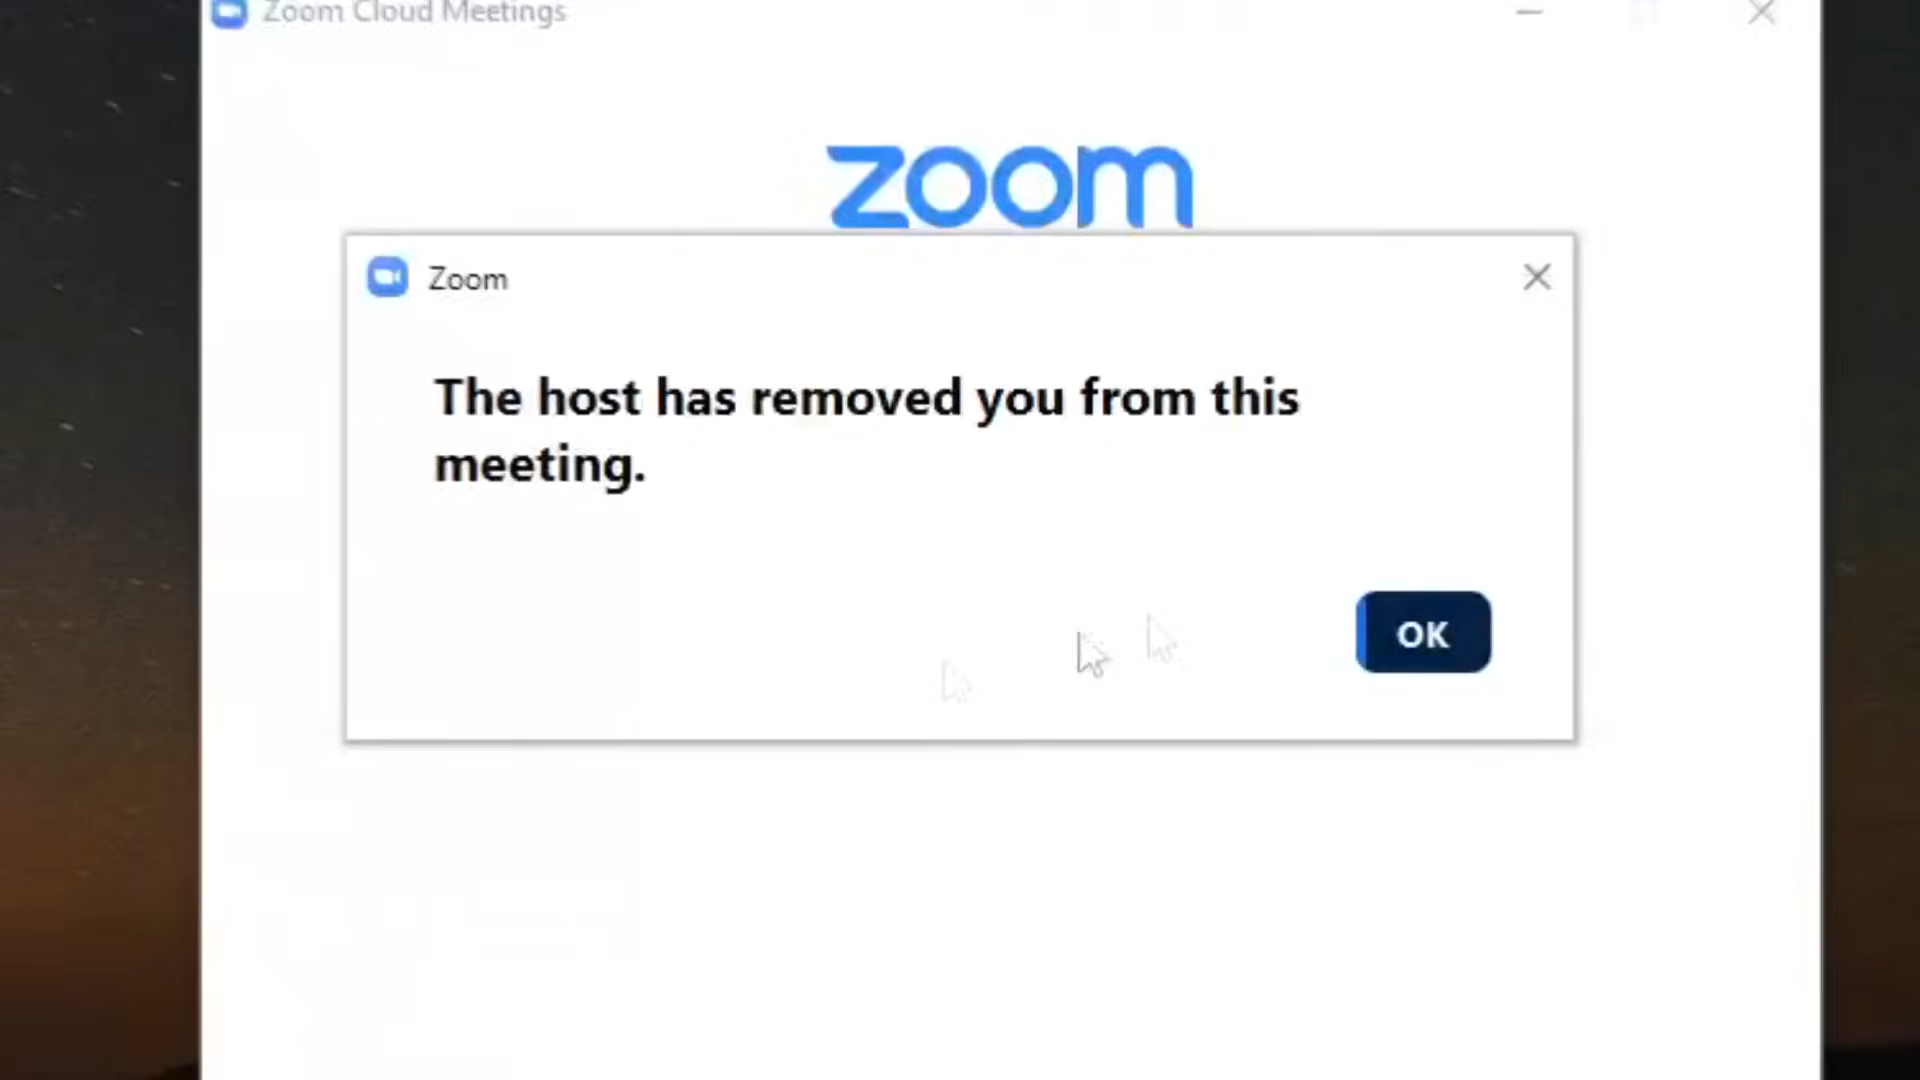 Zoom Cloud Meetings
zoom
Zoom
The host has removed you from this
meeting.
OK